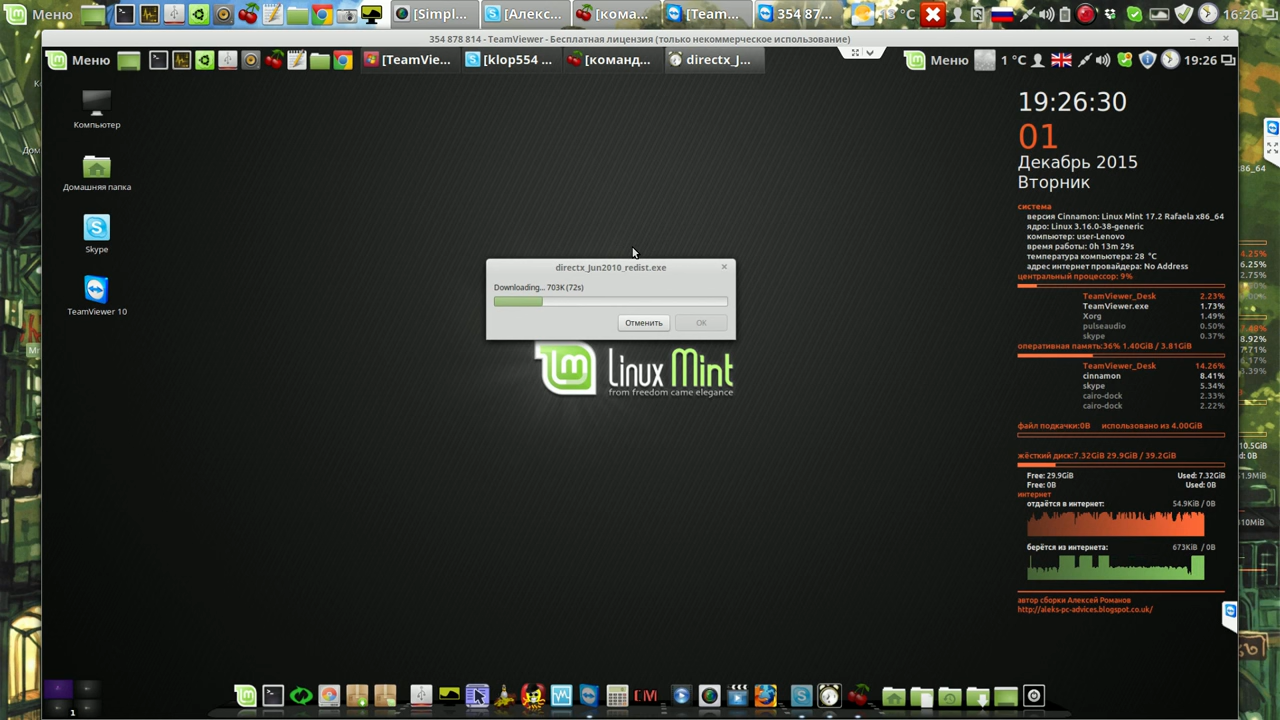 Меню
[Simpl...
[Алекс...
[кома...
[Team...
354 87...
16:26
354 878 814 - TeamViewer - Бесплатная лицензия (только некоммерческое использование)
Меню
[TeamVie...
[klop554 ...
[команд...
directx_J...
Меню
1 °C
19:26
Компьютер
Домашняя папка
Skype
TeamViewer 10
directx_Jun2010_redist.exe
Downloading... 703K (72s)
Отменить
OK
Linux Mint
from freedom came elegance
19:26:30
01
Декабрь 2015
Вторник
система
версия Cinnamon: Linux Mint 17.2 Rafaela x86_64
ядро: Linux 3.16.0-38-generic
компьютер: user-Lenovo
время работы: 0h 13m 29s
температура компьютера: 28 °C
адрес интернет провайдера: No Address
центральный процессор: 9%
TeamViewer_Desk 2.23%
TeamViewer.exe 1.73%
Xorg 1.49%
pulseaudio 0.50%
skype 0.37%
оперативная память:36% 1.40GiB / 3.81GiB
TeamViewer_Desk 14.26%
cinnamon 8.41%
skype 5.34%
cairo-dock 2.33%
cairo-dock 2.22%
файл подкачки:0B использовано из 4.00GiB
жёсткий диск:7.32GiB 29.9GiB / 39.2GiB
Free: 29.9GiB Used: 7.32GiB
Free: 0B Used: 0B
интернет
отдаётся в интернет: 54.9KiB / 0B
берётся из интернета: 673KiB / 0B
автор сборки Алексей Романов
http://aleks-pc-advices.blogspot.co.uk/
1